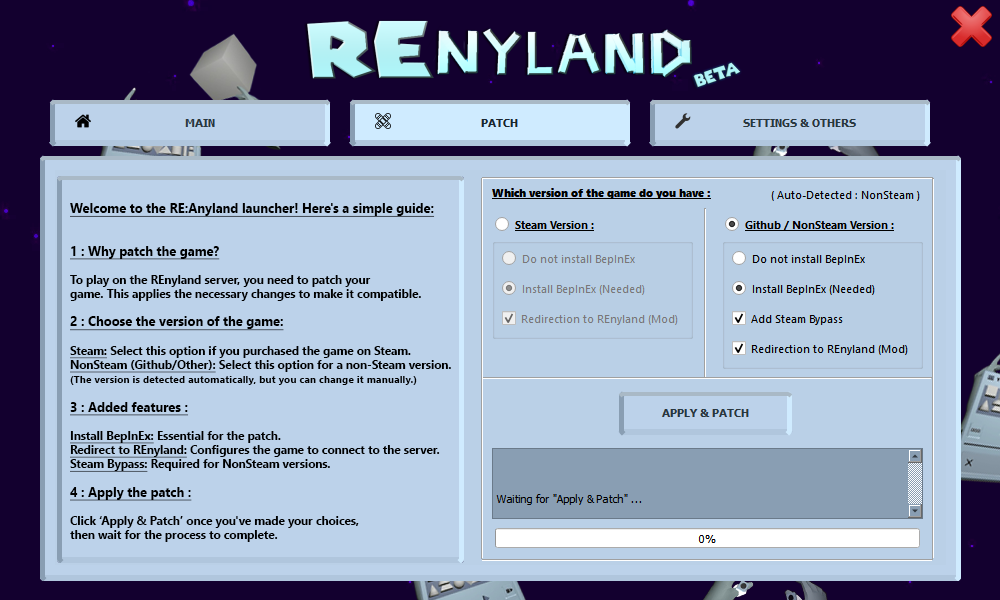 RENYLAND
BETA
MAIN
PATCH
SETTINGS & OTHERS
Welcome to the RE:Anyland launcher! Here's a simple guide:
1 : Why patch the game?
To play on the REnyland server, you need to patch your
game. This applies the necessary changes to make it compatible.
2 : Choose the version of the game:
Steam: Select this option if you purchased the game on Steam.
NonSteam (Github/Other): Select this option for a non-Steam version.
(The version is detected automatically, but you can change it manually.)
3 : Added features :
Install BepInEx: Essential for the patch.
Redirect to REnyland: Configures the game to connect to the server.
Steam Bypass: Required for NonSteam versions.
4 : Apply the patch :
Click ‘Apply & Patch’ once you've made your choices,
then wait for the process to complete.
Which version of the game do you have :
( Auto-Detected : NonSteam )
Steam Version :
Do not install BepInEx
Install BepInEx (Needed)
Redirection to REnyland (Mod)
Github / NonSteam Version :
Do not install BepInEx
Install BepInEx (Needed)
Add Steam Bypass
Redirection to REnyland (Mod)
APPLY & PATCH
Waiting for "Apply & Patch" ...
0%